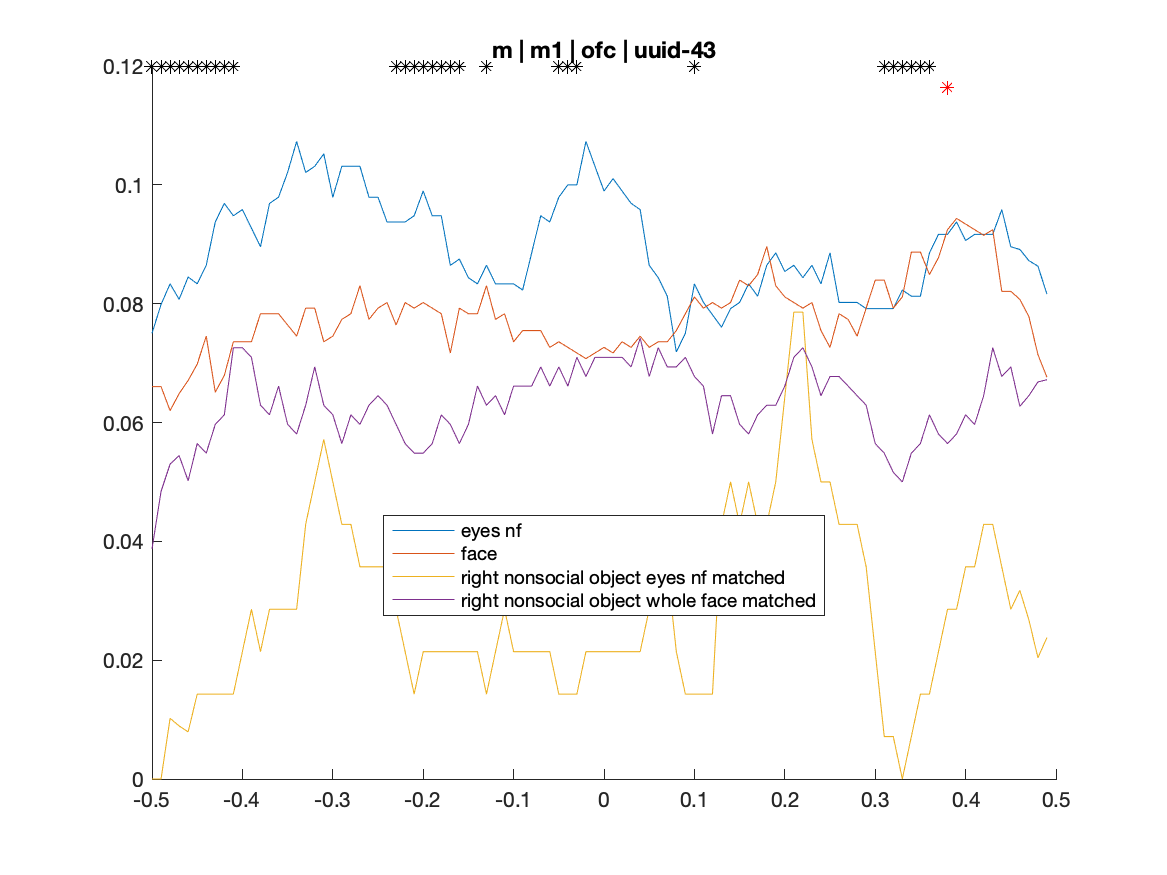 m | m1 | ofc | uuid-43
0.12
0.1
0.08
0.06
0.04
0.02
0
eyes nf
face
right nonsocial object eyes nf matched
right nonsocial object whole face matched
-0.5 -0.4 -0.3 -0.2 -0.1 0 0.1 0.2 0.3 0.4 0.5